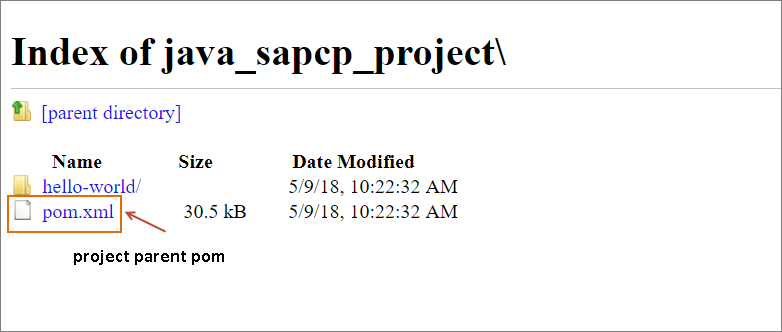 Index of java_sapcp_project\
[parent directory]
Name Size Date Modified
hello-world/ 5/9/18, 10:22:32 AM
pom.xml 30.5 kB 5/9/18, 10:22:32 AM
project parent pom